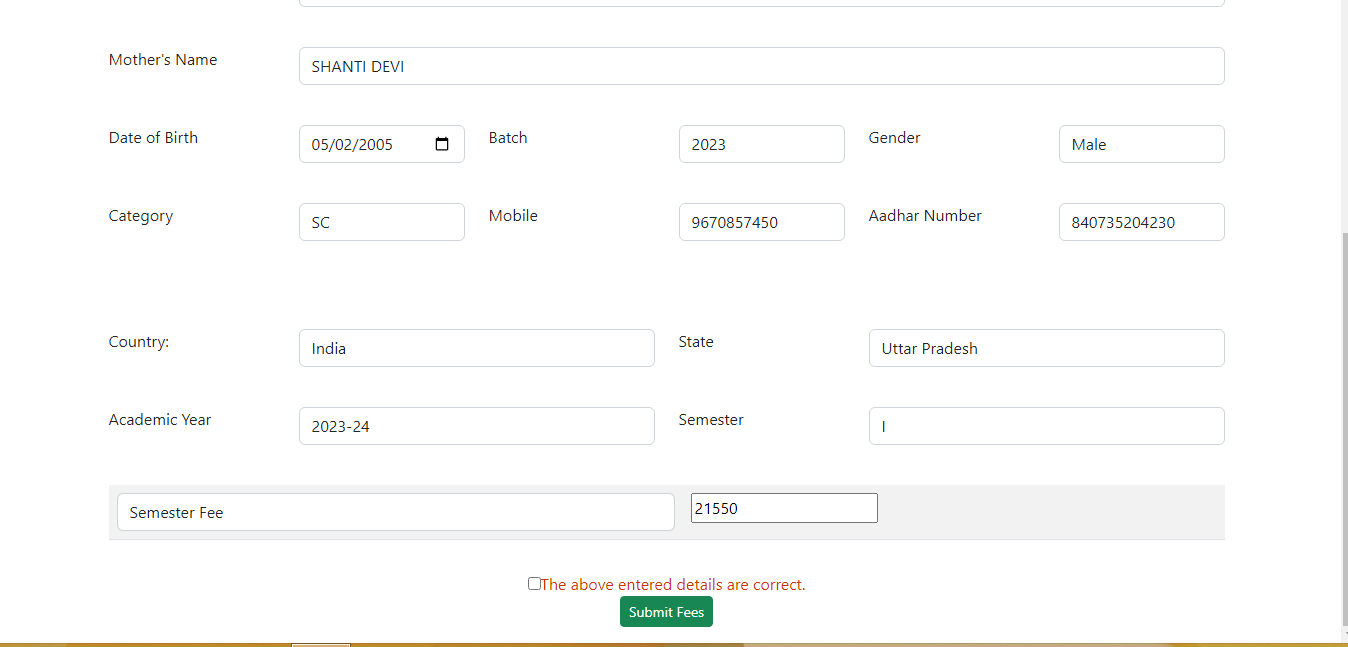 Mother's Name SHANTI DEVI
Date of Birth 05/02/2005 Batch 2023 Gender Male
Category SC Mobile 9670857450 Aadhar Number 840735204230
Country: India State Uttar Pradesh
Academic Year 2023-24 Semester I
Semester Fee 21550
The above entered details are correct.
Submit Fees